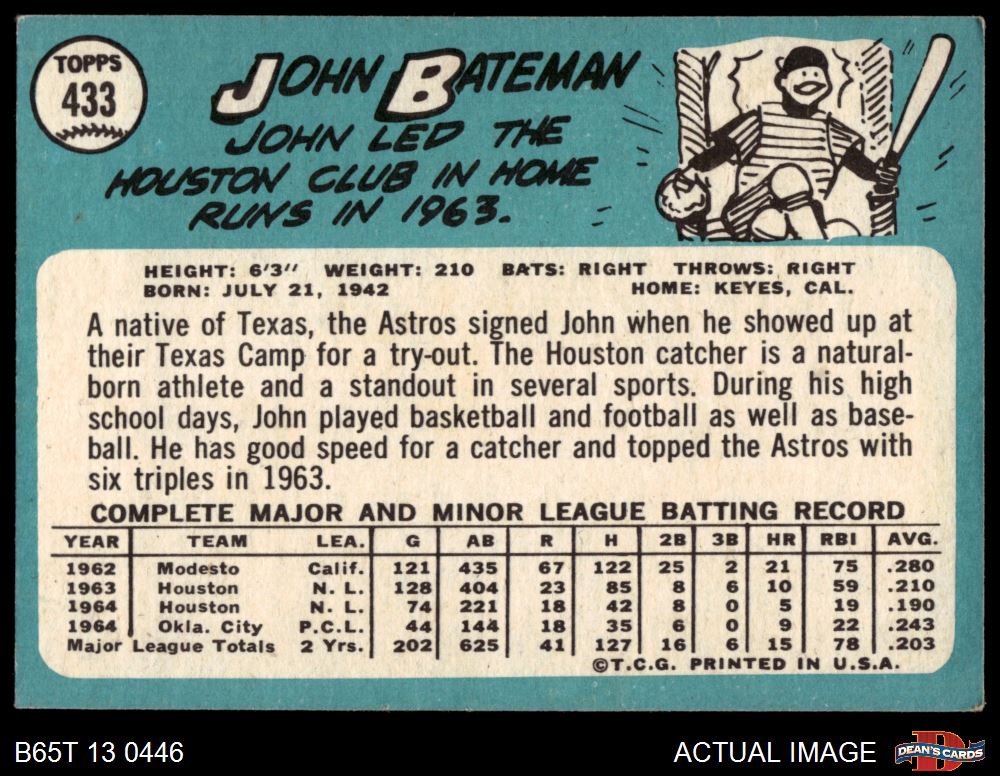 TOPPS
433
JOHN BATEMAN
JOHN LED THE
HOUSTON CLUB IN HOME
RUNS IN 1963.
HEIGHT: 6'3" WEIGHT: 210 BATS: RIGHT THROWS: RIGHT
BORN: JULY 21, 1942 HOME: KEYES, CAL.
A native of Texas, the Astros signed John when he showed up at
their Texas Camp for a try-out. The Houston catcher is a natural-
born athlete and a standout in several sports. During his high
school days, John played basketball and football as well as base-
ball. He has good speed for a catcher and topped the Astros with
six triples in 1963.
COMPLETE MAJOR AND MINOR LEAGUE BATTING RECORD
YEAR TEAM LEA. G AB R H 2B 3B HR RBI AVG.
1962 Modesto Calif. 121 435 67 122 25 2 21 75 .280
1963 Houston N. L. 128 404 23 85 8 6 10 59 .210
1964 Houston N. L. 74 221 18 42 8 0 5 19 .190
1964 Okla. City P.C.L. 44 144 18 35 6 0 9 22 .243
Major League Totals 2 Yrs. 202 625 41 127 16 6 15 78 .203
©T.C.G. PRINTED IN U.S.A.
B65T 13 0446
ACTUAL IMAGE
D
DEAN'S CARDS